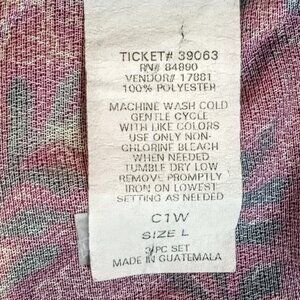 TICKET# 39063
RN# 84890
VENDOR# 17881
100% POLYESTER
MACHINE WASH COLD
GENTLE CYCLE
WITH LIKE COLORS
USE ONLY NON-
CHLORINE BLEACH
WHEN NEEDED
TUMBLE DRY LOW
REMOVE PROMPTLY
IRON ON LOWEST
SETTING AS NEEDED
C1W
SIZE L
3/PC SET
MADE IN GUATEMALA